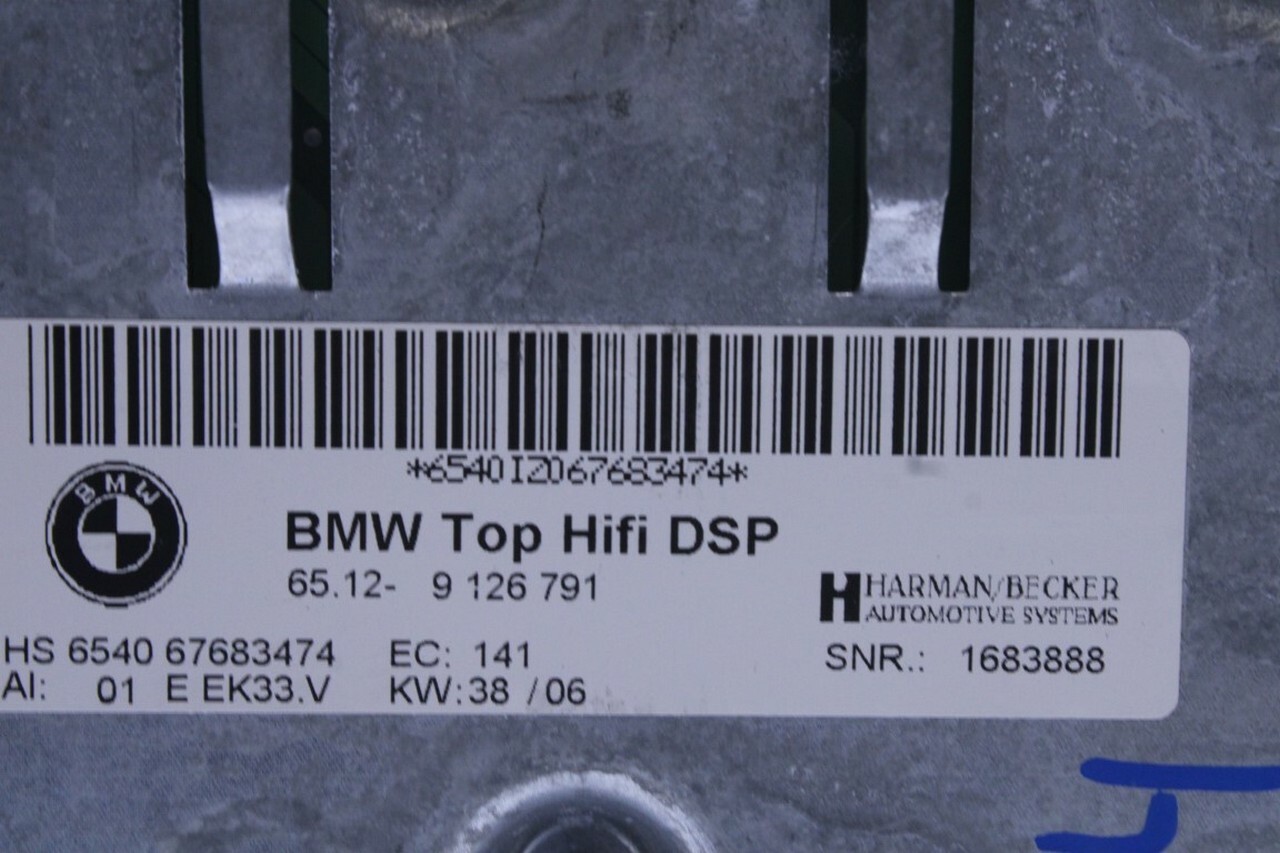 *6540I2067683474*
BMW
BMW Top Hifi DSP
65.12- 9 126 791
HARMAN/BECKER
AUTOMOTIVE SYSTEMS
HS 6540 67683474 EC: 141 SNR.: 1683888
AI: 01 E EK33.V KW:38 /06